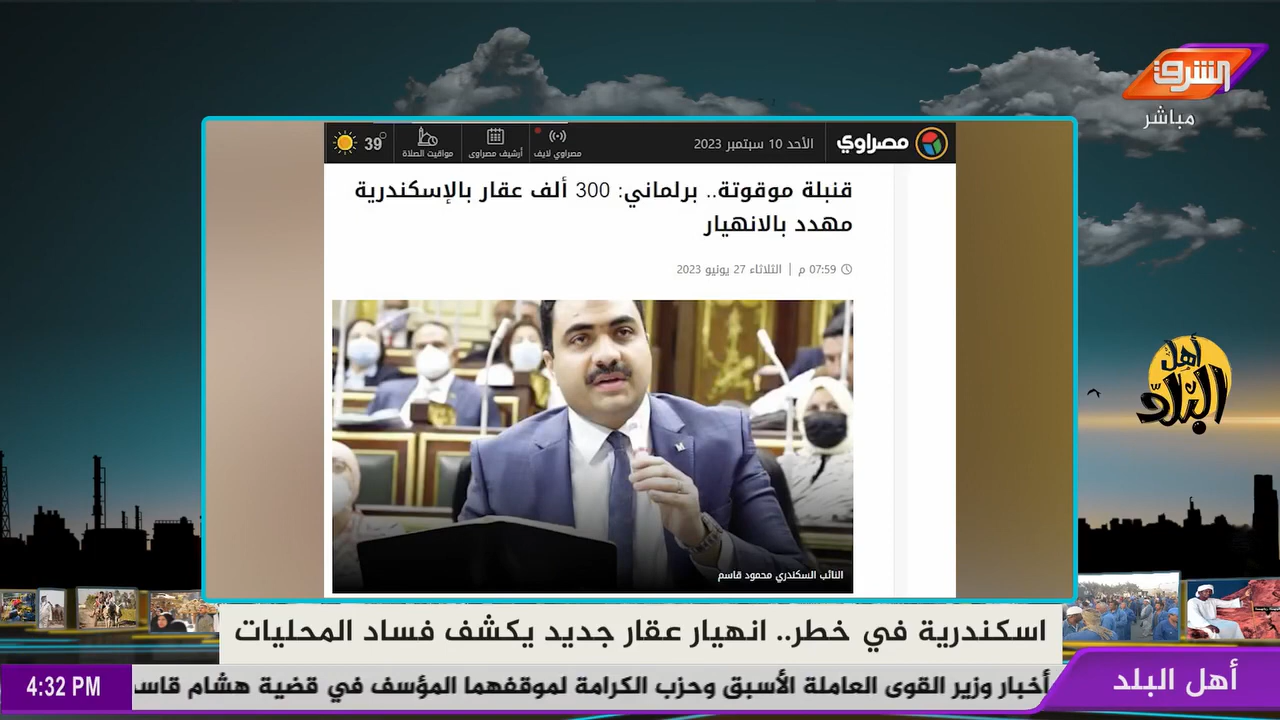 الشرق
مباشر
مصراوي
الأحد 10 سبتمبر 2023
مصراوي لايف
أرشيف مصراوى
مواقيت الصلاة
39°
قنبلة موقوتة.. برلماني: 300 ألف عقار بالإسكندرية
مهدد بالانهيار
07:59 م | الثلاثاء 27 يونيو 2023
النائب السكندري محمود قاسم
أهل
البلد
اسكندرية في خطر.. انهيار عقار جديد يكشف فساد المحليات
أهل البلد
أخبار وزير القوى العاملة الأسبق وحزب الكرامة لموقفهما المؤسف في قضية هشام قاس
4:32 PM